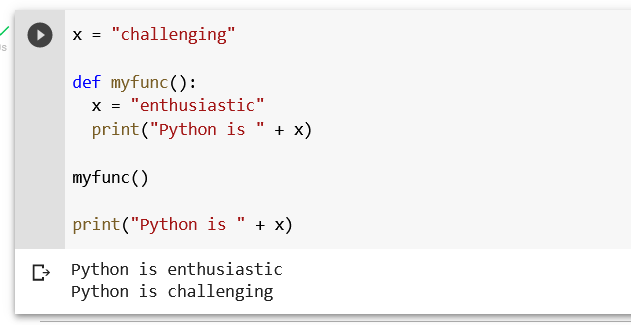 x = "challenging"
def myfunc():
  x = "enthusiastic"
  print("Python is " + x)
myfunc()
print("Python is " + x)
Python is enthusiastic
Python is challenging